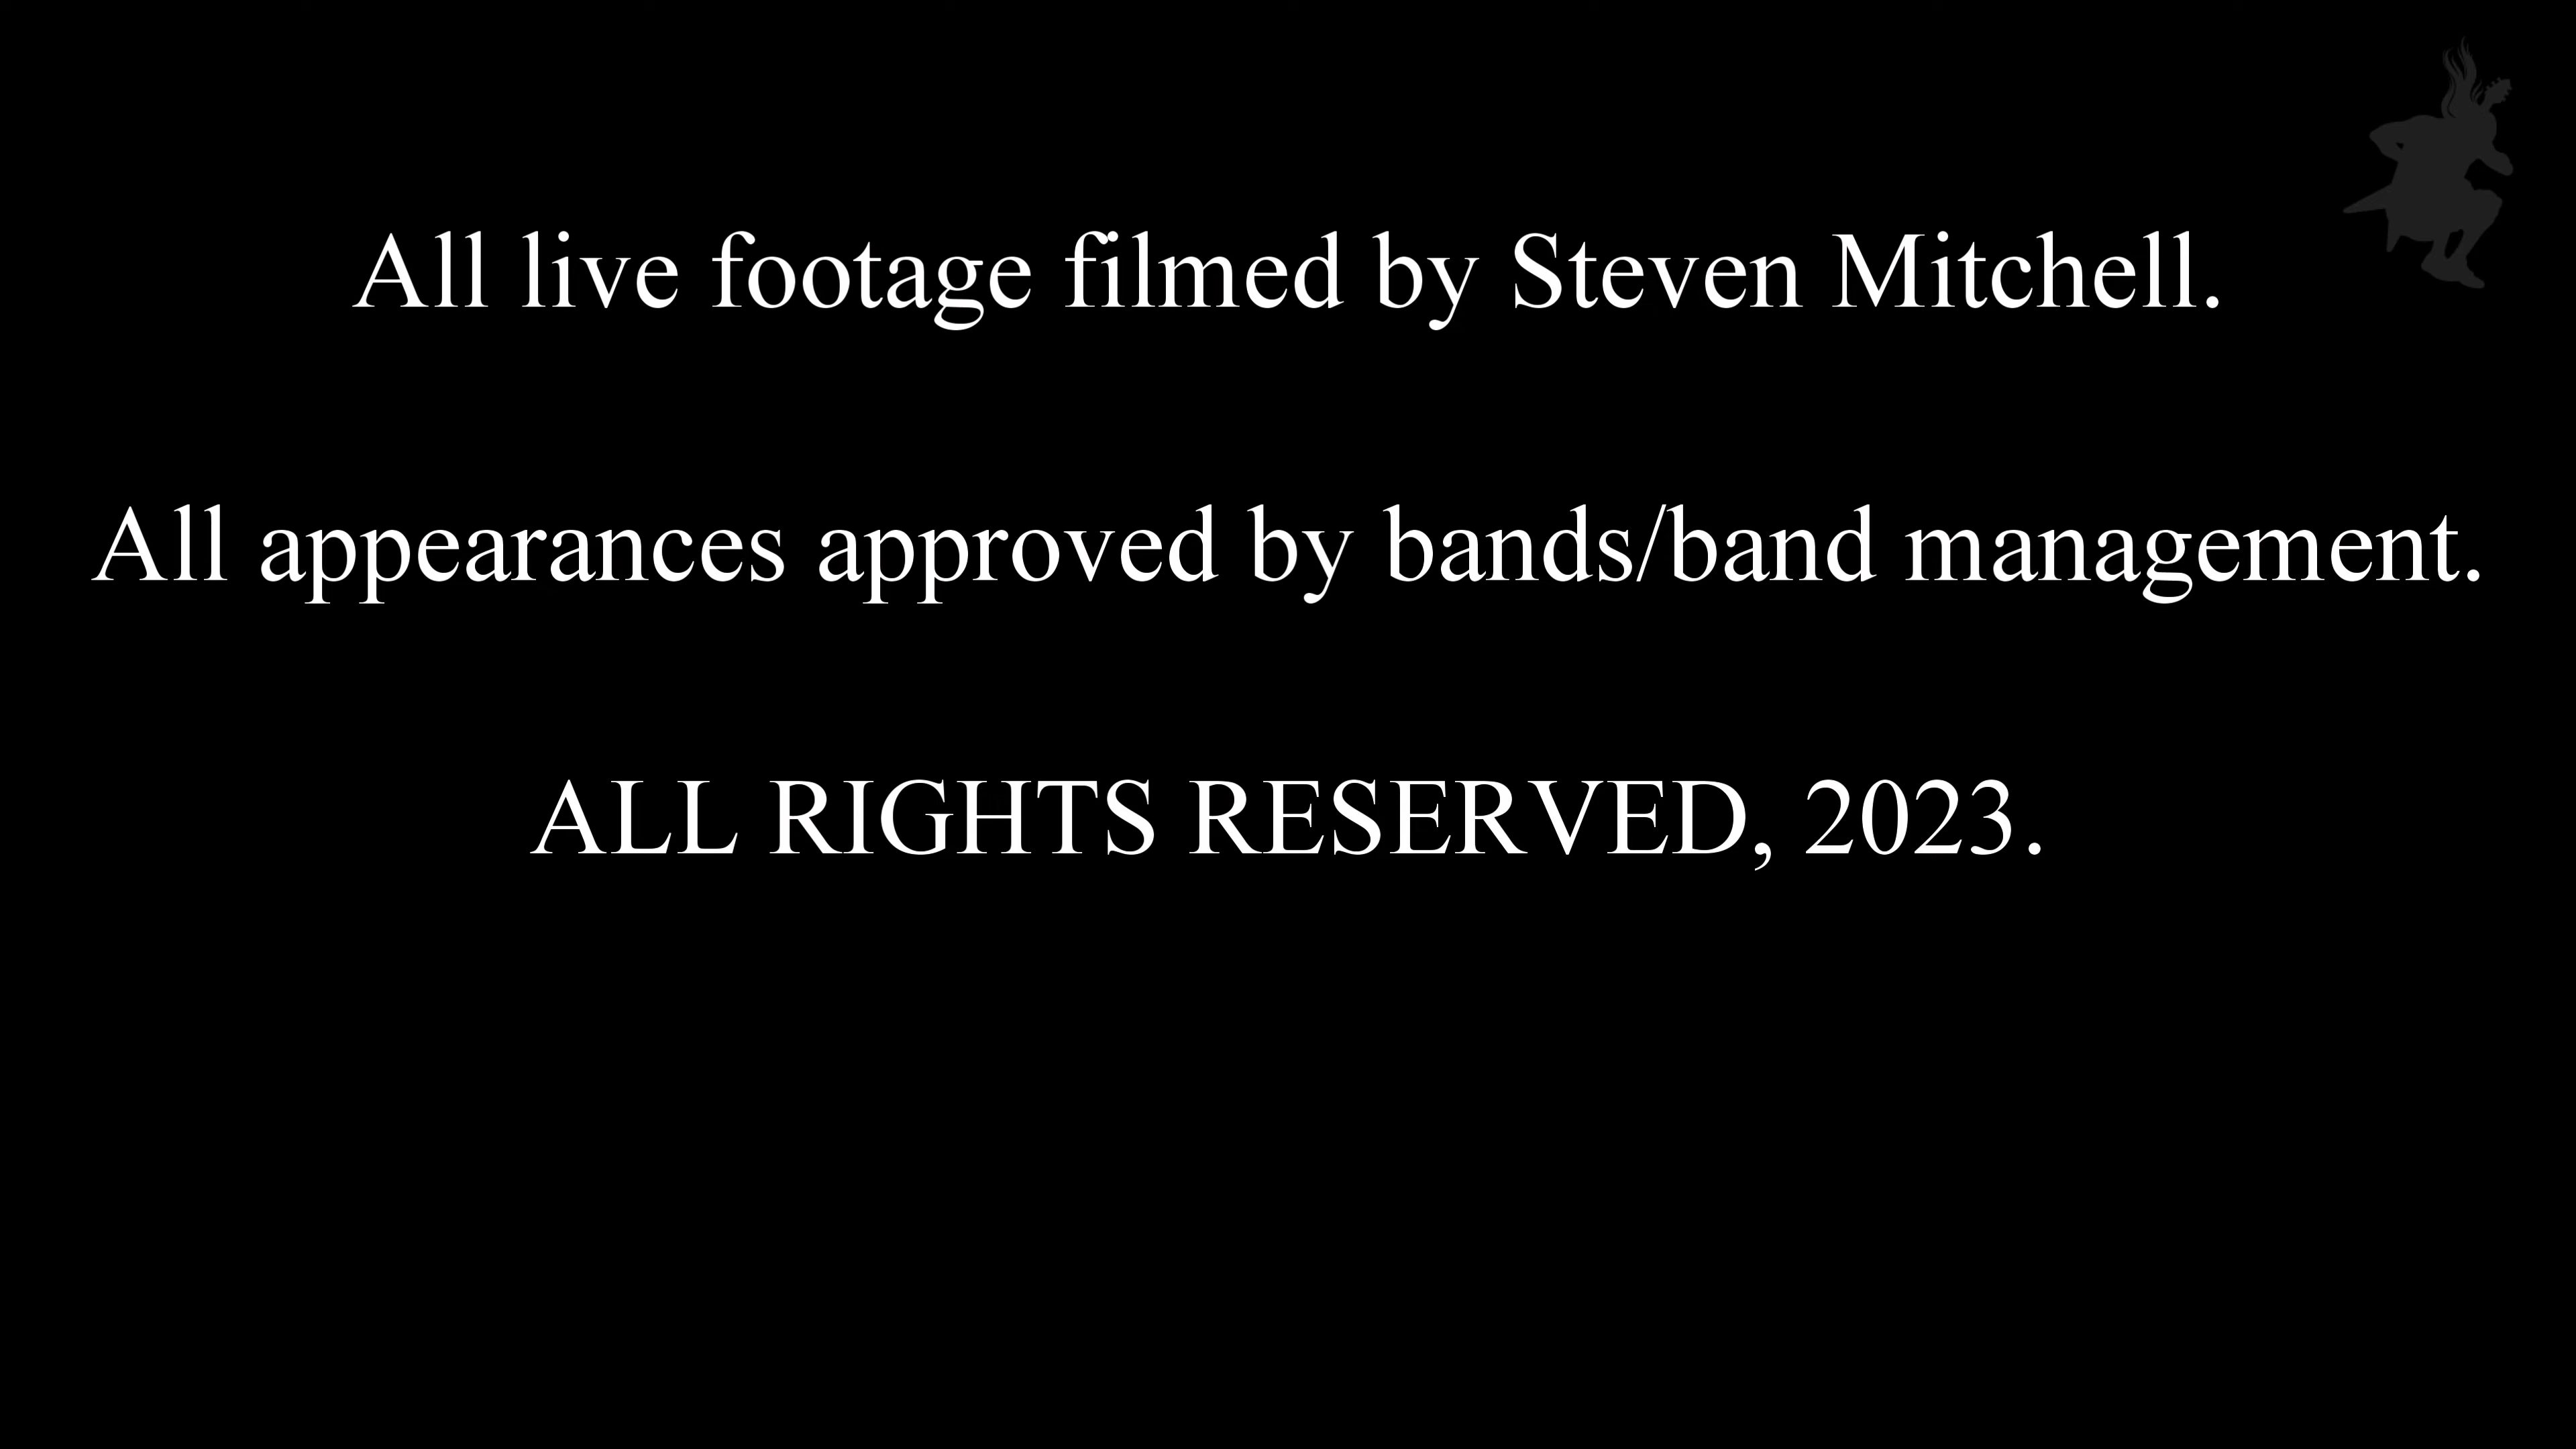 All live footage filmed by Steven Mitchell.
All appearances approved by bands/band management.
ALL RIGHTS RESERVED, 2023.